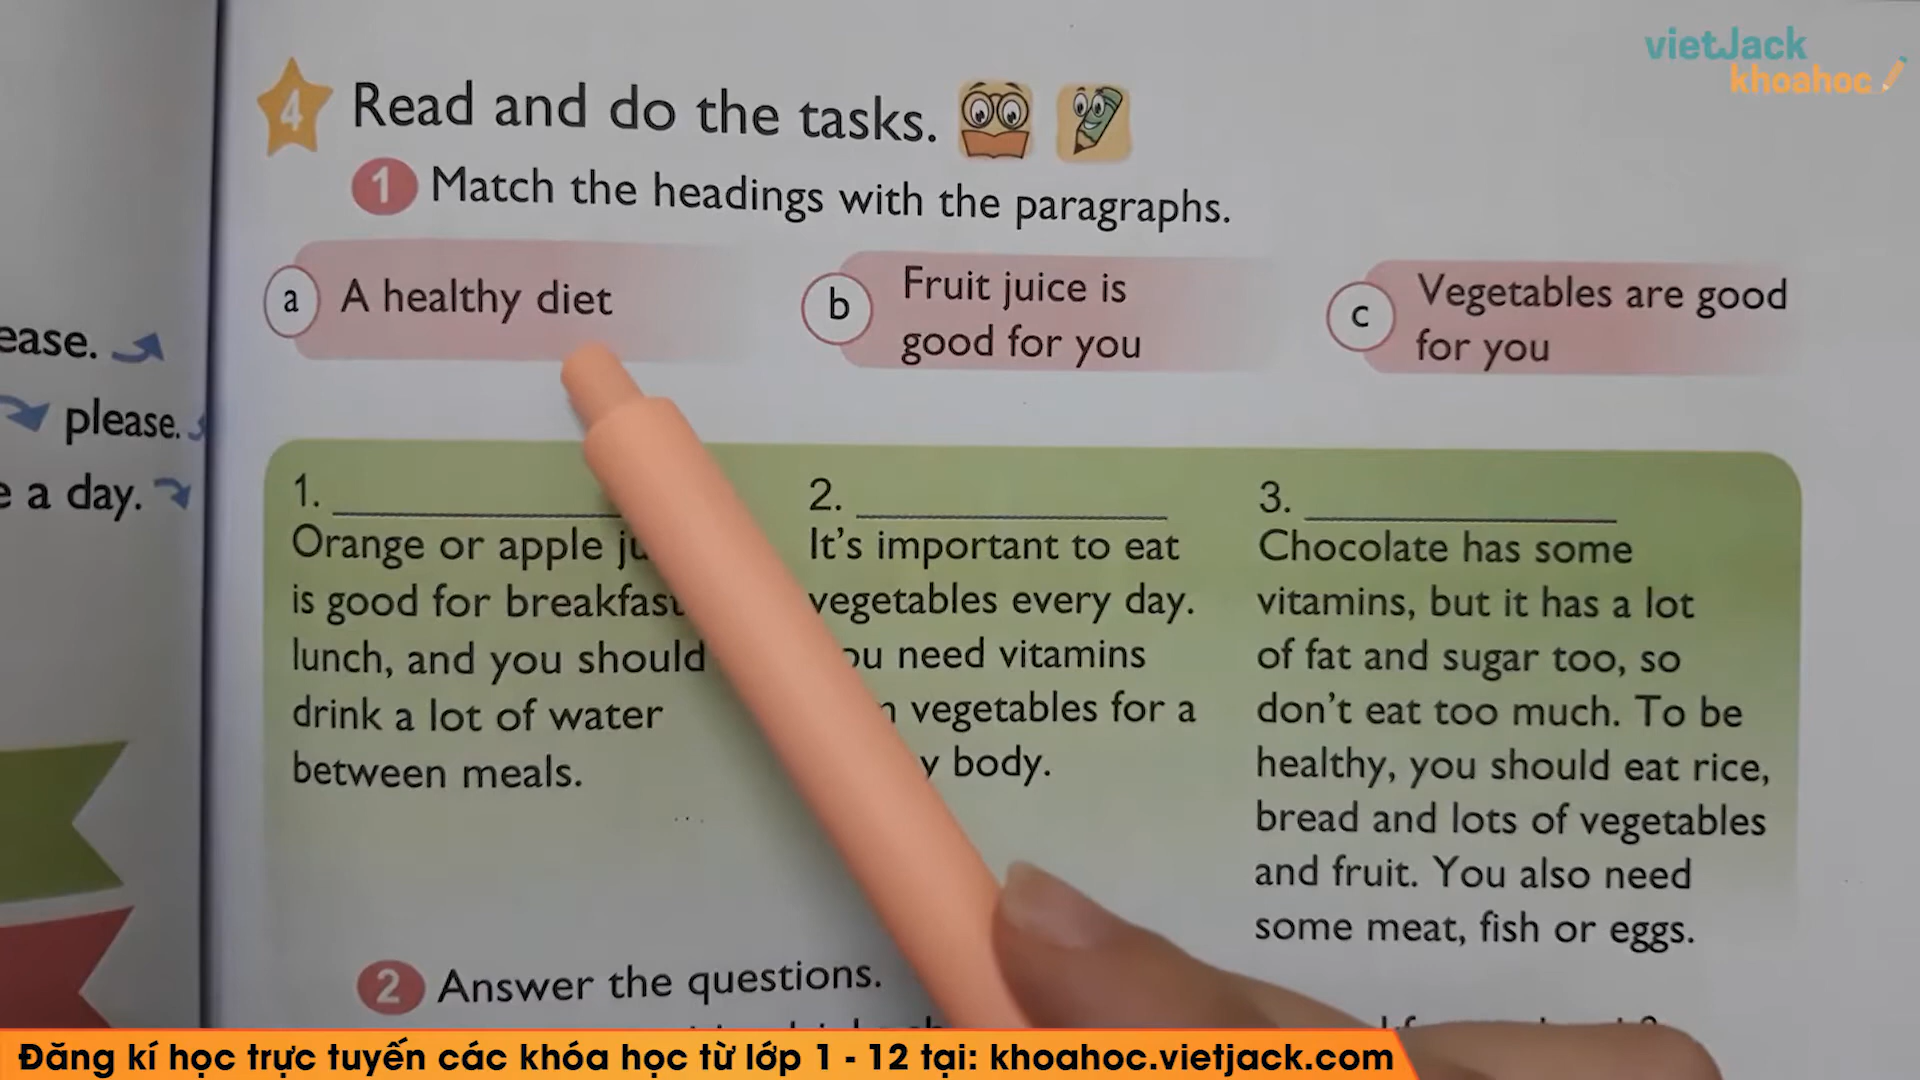 vietJack
khoahoc
4 Read and do the tasks.
1 Match the headings with the paragraphs.
a A healthy diet
b Fruit juice is
good for you
c Vegetables are good
for you
ease.
please.
a day.
1.
Orange or apple
is good for breakfast
lunch, and you should
drink a lot of water
between meals.
2.
It's important to eat
vegetables every day.
need vitamins
vegetables for a
body.
3.
Chocolate has some
vitamins, but it has a lot
of fat and sugar too, so
don't eat too much. To be
healthy, you should eat rice,
bread and lots of vegetables
and fruit. You also need
some meat, fish or eggs.
2 Answer the questions.
Đăng kí học trực tuyến các khóa học từ lớp 1 - 12 tại: khoahoc.vietjack.com